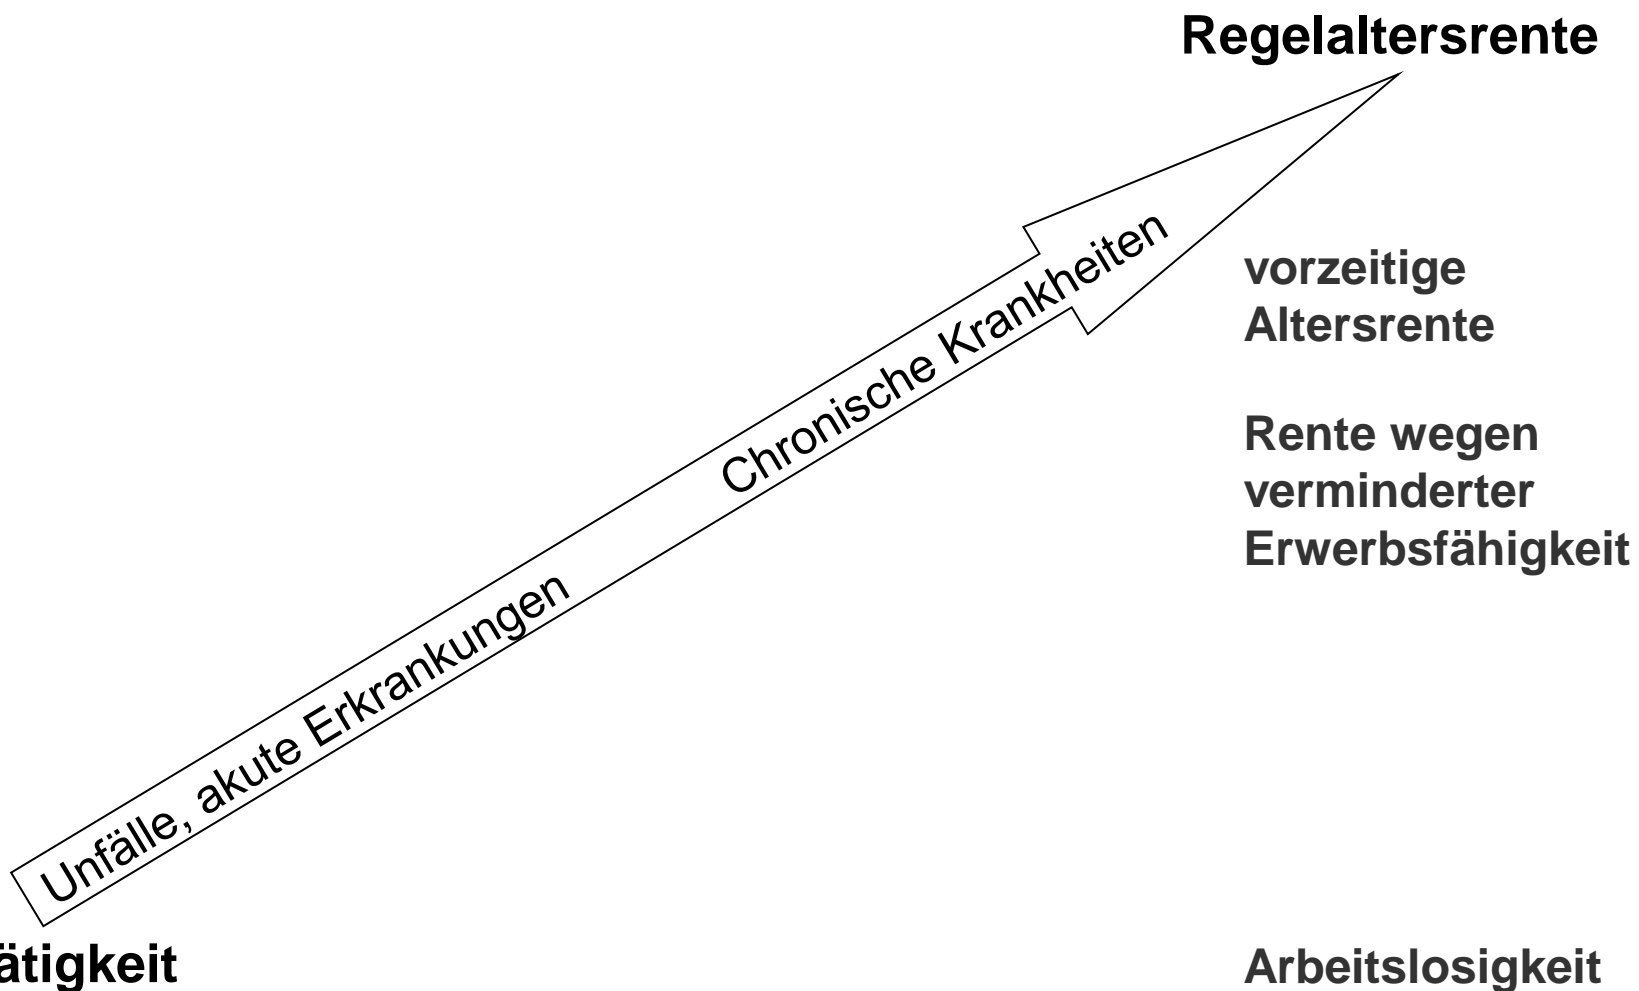 Regelaltersrente
vorzeitige
Altersrente
Chronische Krankheiten
Rente wegen
verminderter
Erwerbsfähigkeit
Unfälle, akute Erkrankungen
ätigkeit
Arbeitslosigkeit